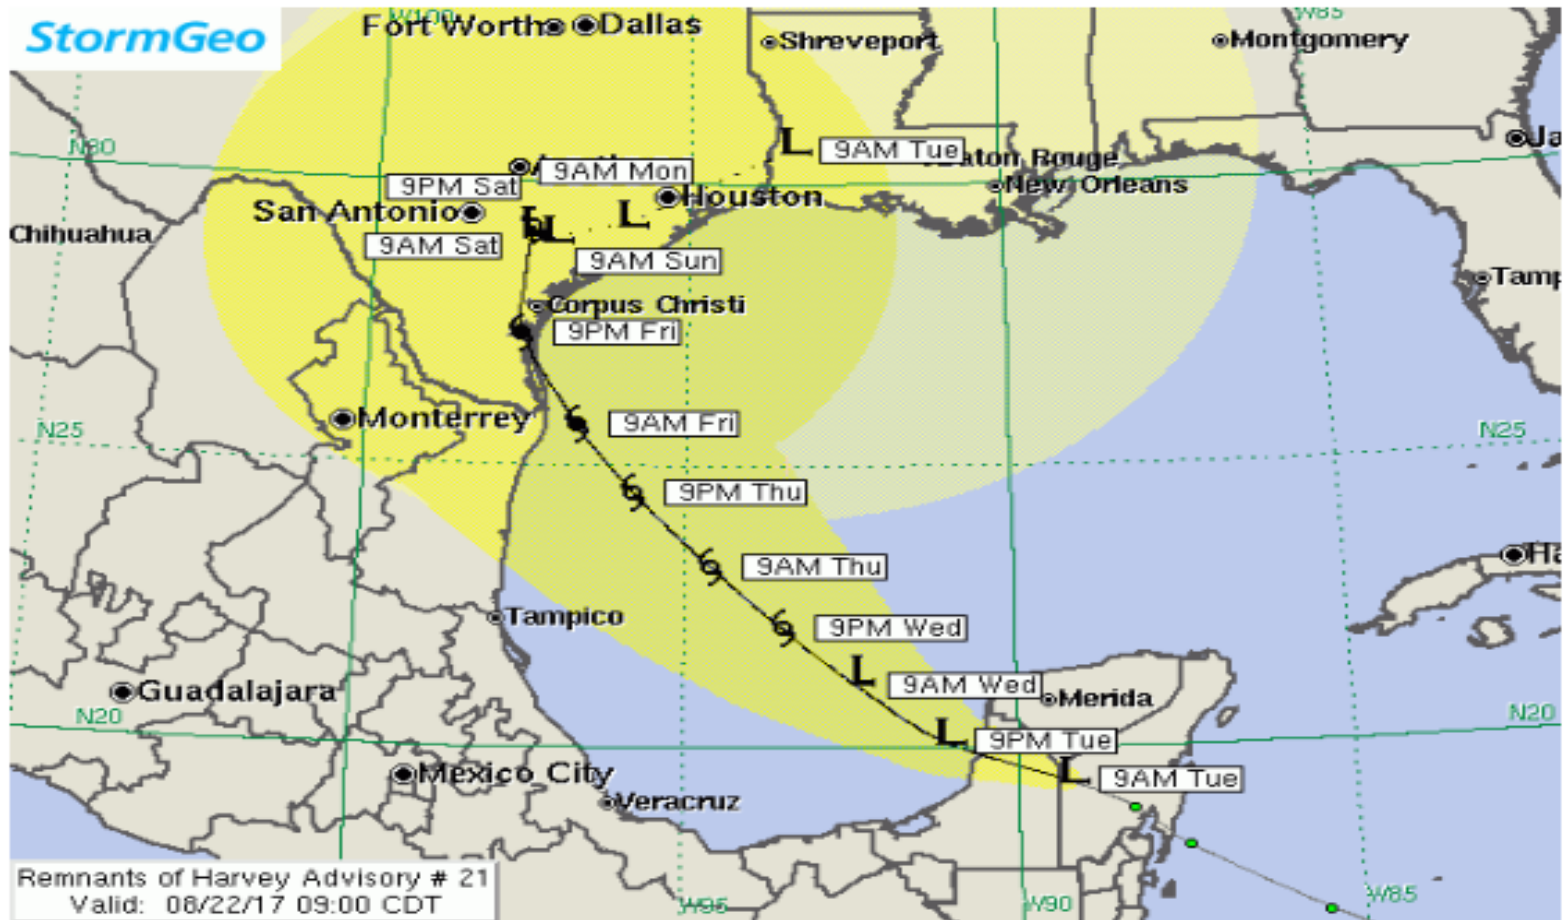 W100
W85
StormGeo
Fort Worth
Dallas
Shreveport
Montgomery
N30
9AM Tue
Baton Rouge
9AM Mon
9PM Sat
Houston
New Orleans
San Antonio
Chihuahua
9AM Sat
9AM Sun
Tamp
Corpus Christi
9PM Fri
Monterrey
9AM Fri
N25
N25
9PM Thu
Ha
9AM Thu
Tampico
9PM Wed
Guadalajara
9AM Wed
Merida
N20
N20
9PM Tue
Mexico City
9AM Tue
Veracruz
Remnants of Harvey Advisory # 21
Valid: 08/22/17 09:00 CDT
W95
W90
W85